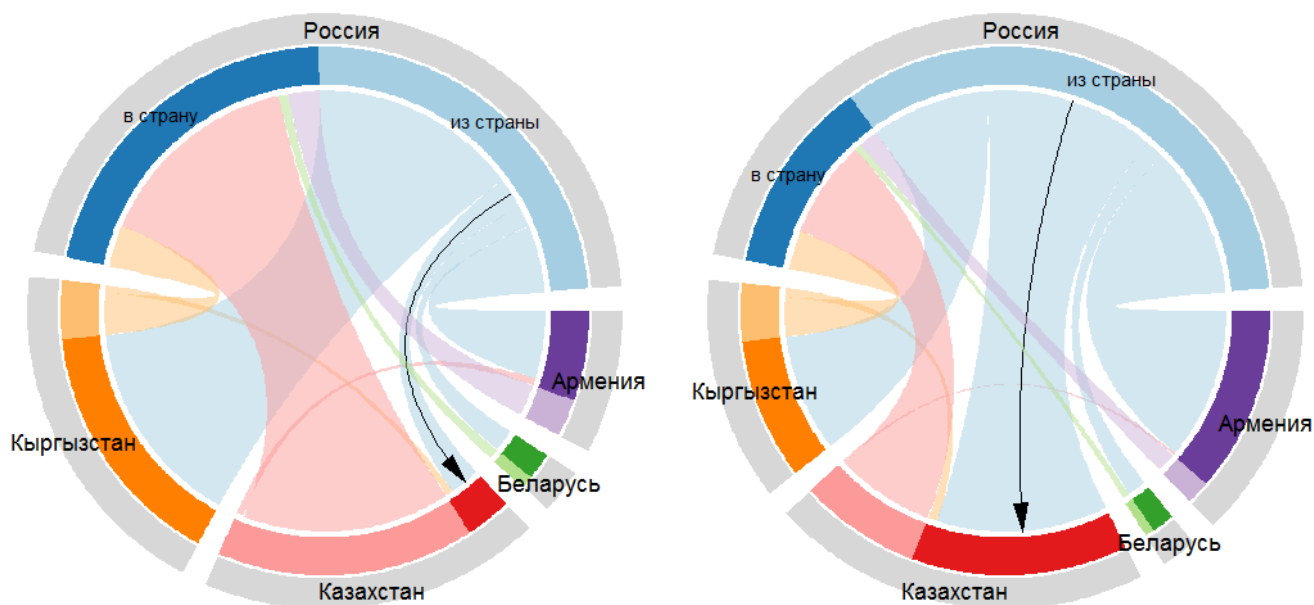 Россия
в страну
из страны
Армения
Кыргызстан
Беларусь
Казахстан
Россия
из страны
в страну
Кыргызстан
Армения
Беларусь
Казахстан